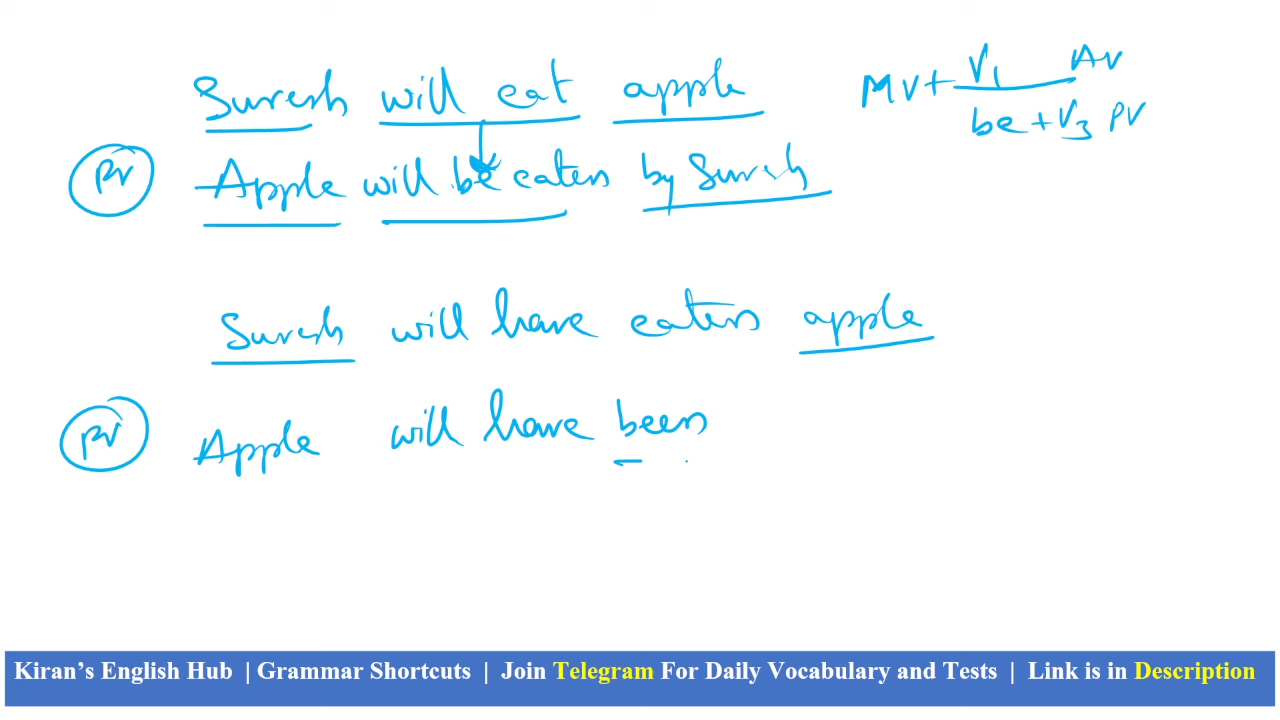 Suresh will eat apple
MV + V1 AV
be + V3 PV
PV Apple will be eaten by Suresh
Suresh will have eaten apple
PV Apple will have been
Kiran's English Hub | Grammar Shortcuts | Join Telegram For Daily Vocabulary and Tests | Link is in Description